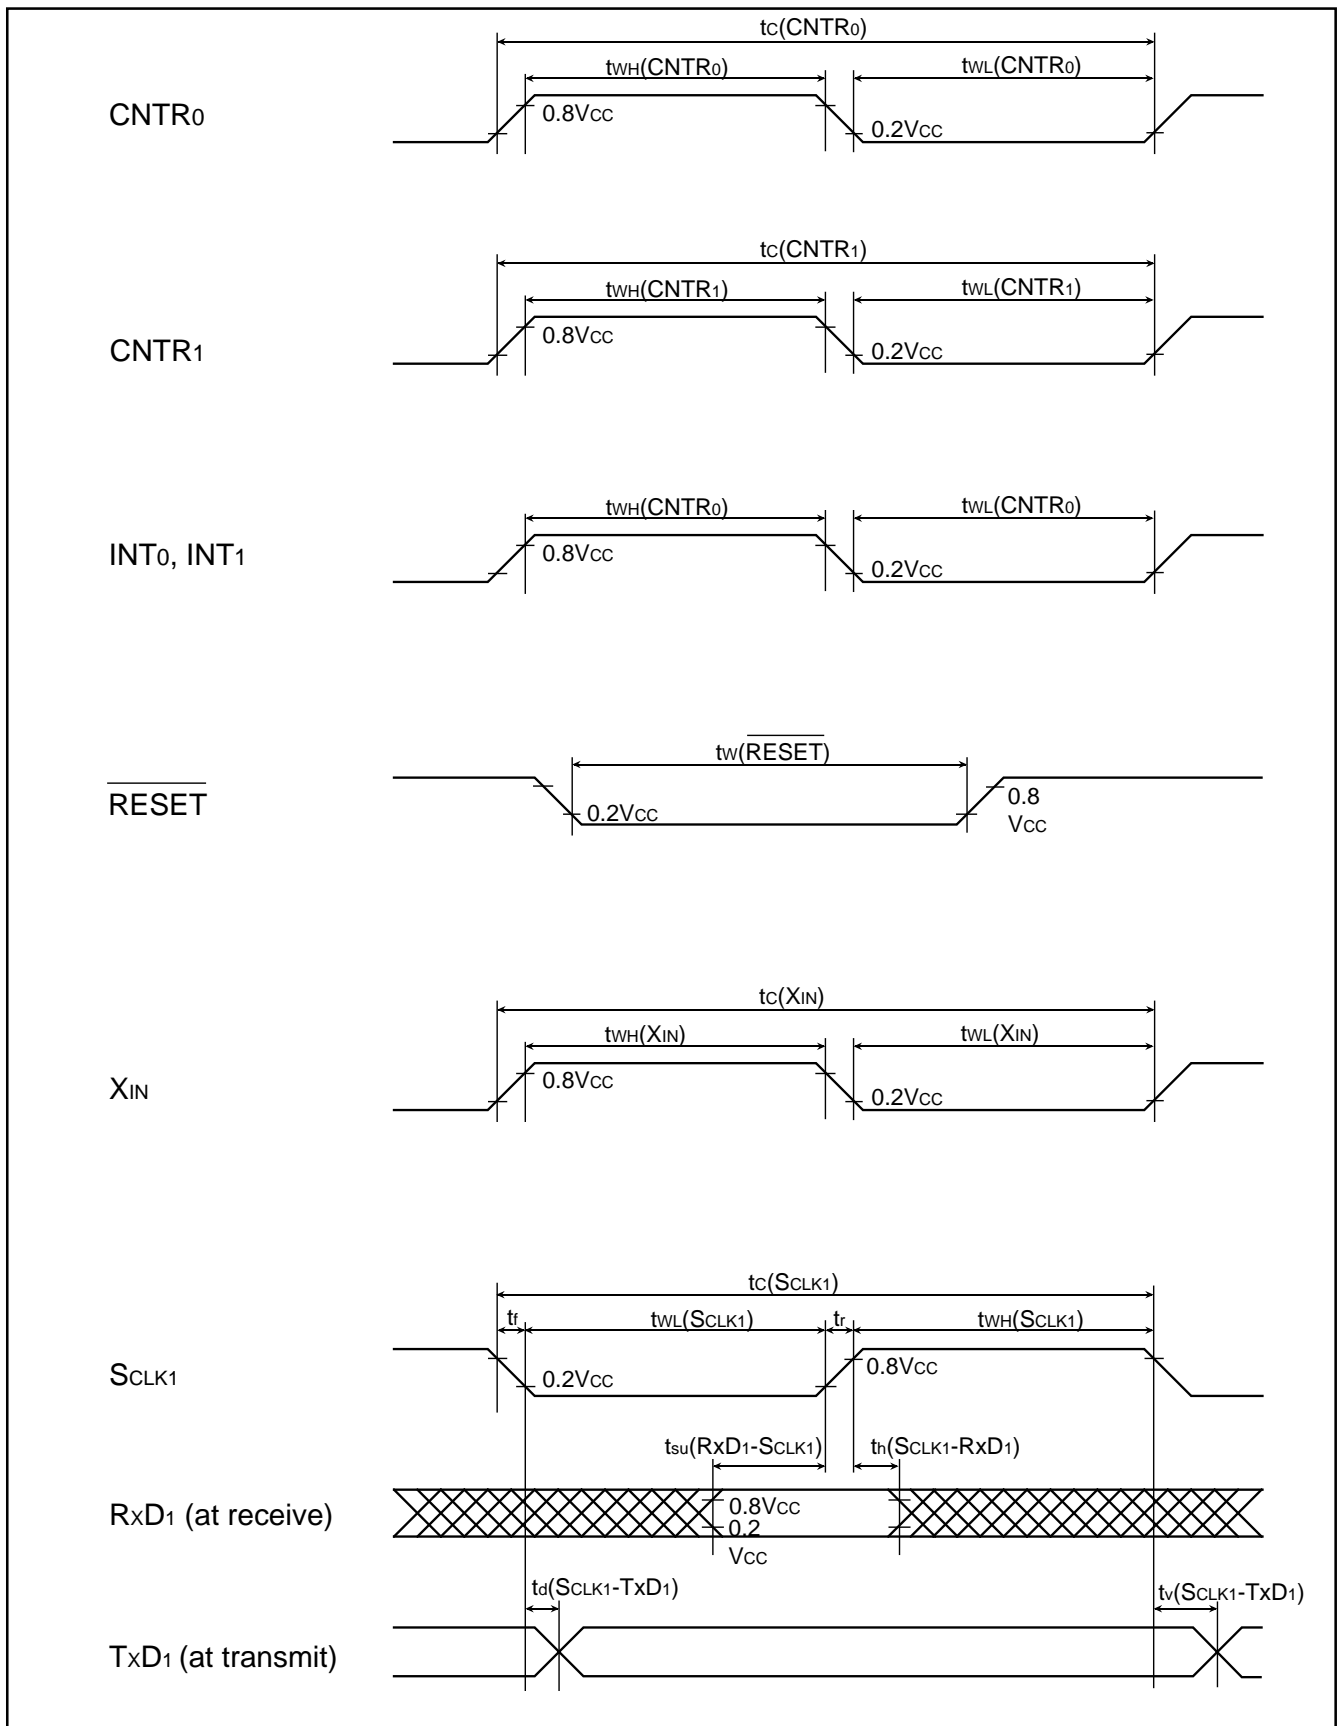 tC(CNTR0)
tWH(CNTR0)
tWL(CNTR0)
CNTR0
0.8VCC
0.2VCC
tC(CNTR1)
tWH(CNTR1)
tWL(CNTR1)
CNTR1
0.8VCC
0.2VCC
tWH(CNTR0)
tWL(CNTR0)
INT0, INT1
0.8VCC
0.2VCC
tW(RESET)
RESET
0.2VCC
0.8
VCC
tC(XIN)
tWH(XIN)
tWL(XIN)
XIN
0.8VCC
0.2VCC
tC(SCLK1)
tf
tWL(SCLK1)
tr
tWH(SCLK1)
SCLK1
0.2VCC
0.8VCC
tsu(RxD1-SCLK1)
th(SCLK1-RxD1)
RXD1 (at receive)
0.8VCC
0.2
VCC
td(SCLK1-TxD1)
tv(SCLK1-TxD1)
TXD1 (at transmit)